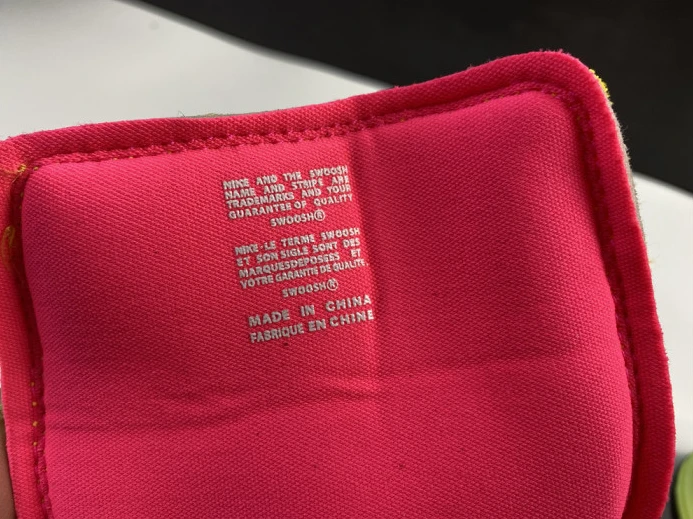 NIKE AND THE SWOOSH
NAME AND STRIPE ARE
TRADEMARKS AND YOUR
GUARANTEE OF QUALITY
SWOOSH®
NIKE-LE TERME SWOOSH
ET SON SIGLE SONT DES
MARQUESDEPOSEES ET
VOTRE GARANTIE DE QUALITE.
SWOOSH®
MADE IN CHINA
FABRIQUE EN CHINE